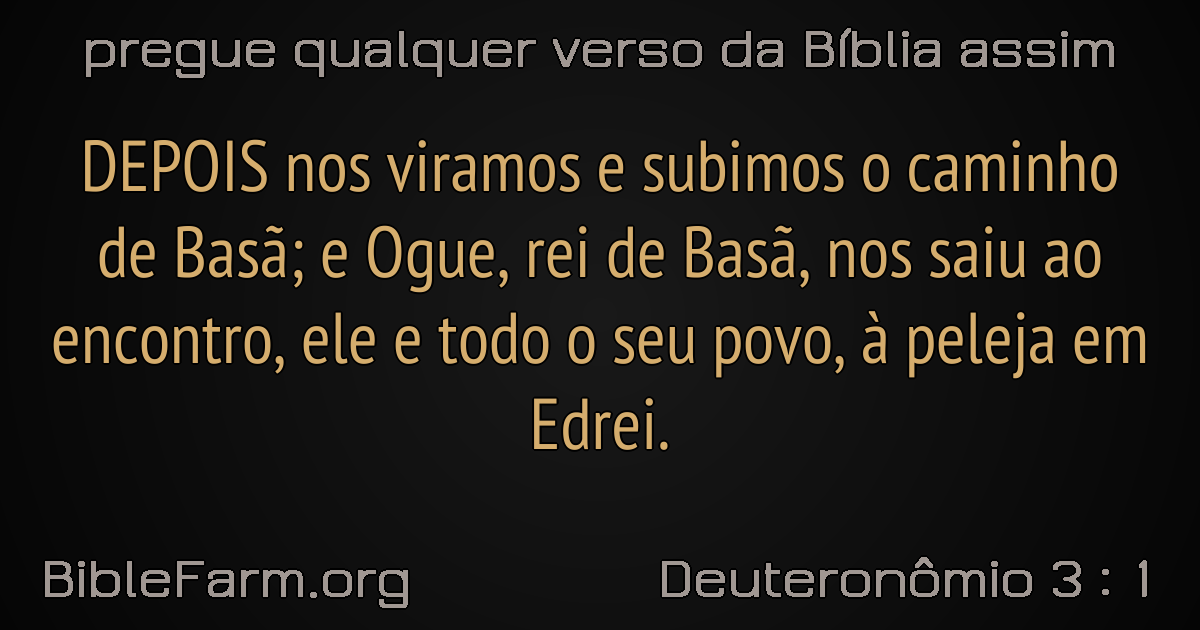 pregue qualquer verso da Bíblia assim
DEPOIS nos viramos e subimos o caminho
de Basã; e Ogue, rei de Basã, nos saiu ao
encontro, ele e todo o seu povo, à peleja em
Edrei.
BibleFarm.org
Deuteronômio 3 : 1